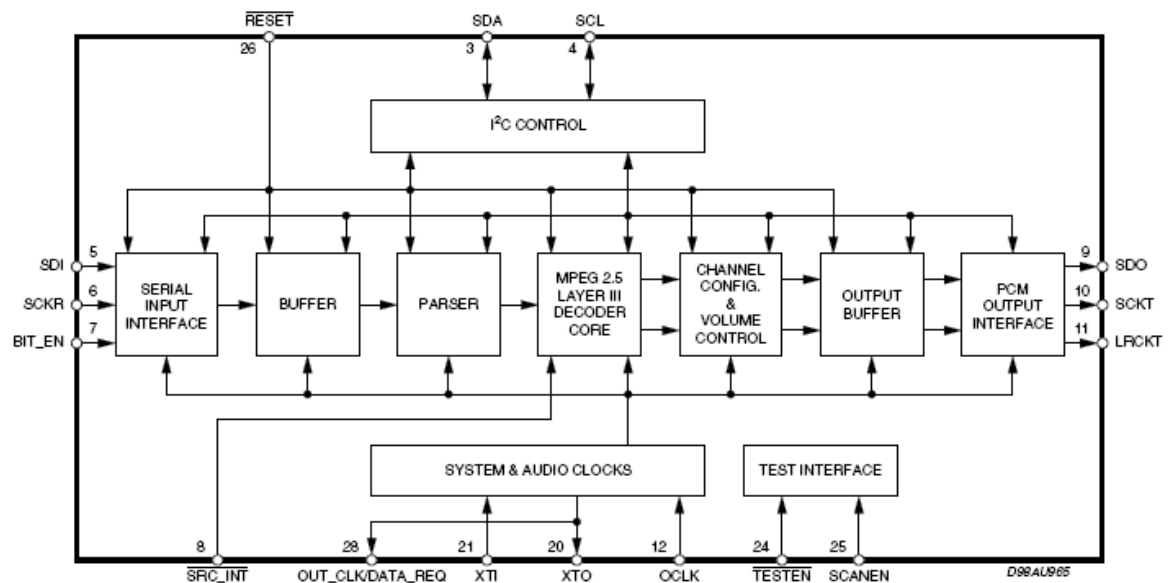 RESET
SDA
SCL
26
3
4
I²C CONTROL
SDI
5
SCKR
6
BIT_EN
7
SERIAL
INPUT
INTERFACE
BUFFER
PARSER
MPEG 2.5
LAYER III
DECODER
CORE
CHANNEL
CONFIG.
&
VOLUME
CONTROL
OUTPUT
BUFFER
PCM
OUTPUT
INTERFACE
9
SDO
10
SCKT
11
LRCKT
SYSTEM & AUDIO CLOCKS
TEST INTERFACE
8
28
21
20
12
24
25
SRC_INT
OUT_CLK/DATA_REQ
XTI
XTO
OCLK
TESTEN
SCANEN
D98AU965